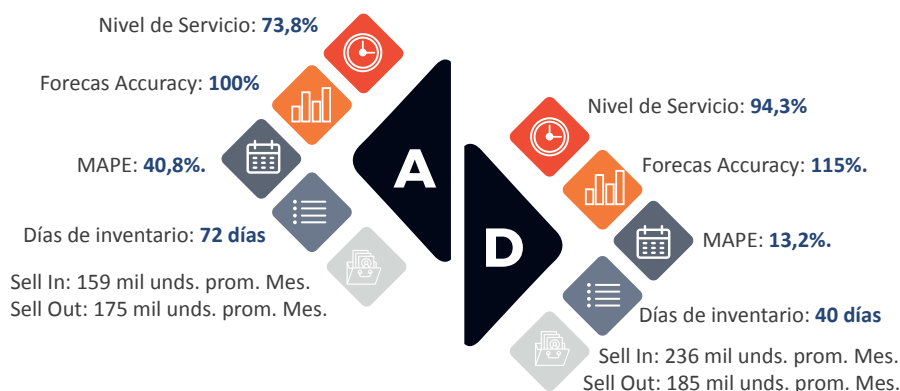 Nivel de Servicio: 73,8%
Forecas Accuracy: 100%
MAPE: 40,8%.
Días de inventario: 72 días
Sell In: 159 mil unds. prom. Mes.
Sell Out: 175 mil unds. prom. Mes.
A
D
Nivel de Servicio: 94,3%
Forecas Accuracy: 115%.
MAPE: 13,2%.
Días de inventario: 40 días
Sell In: 236 mil unds. prom. Mes.
Sell Out: 185 mil unds. prom. Mes.